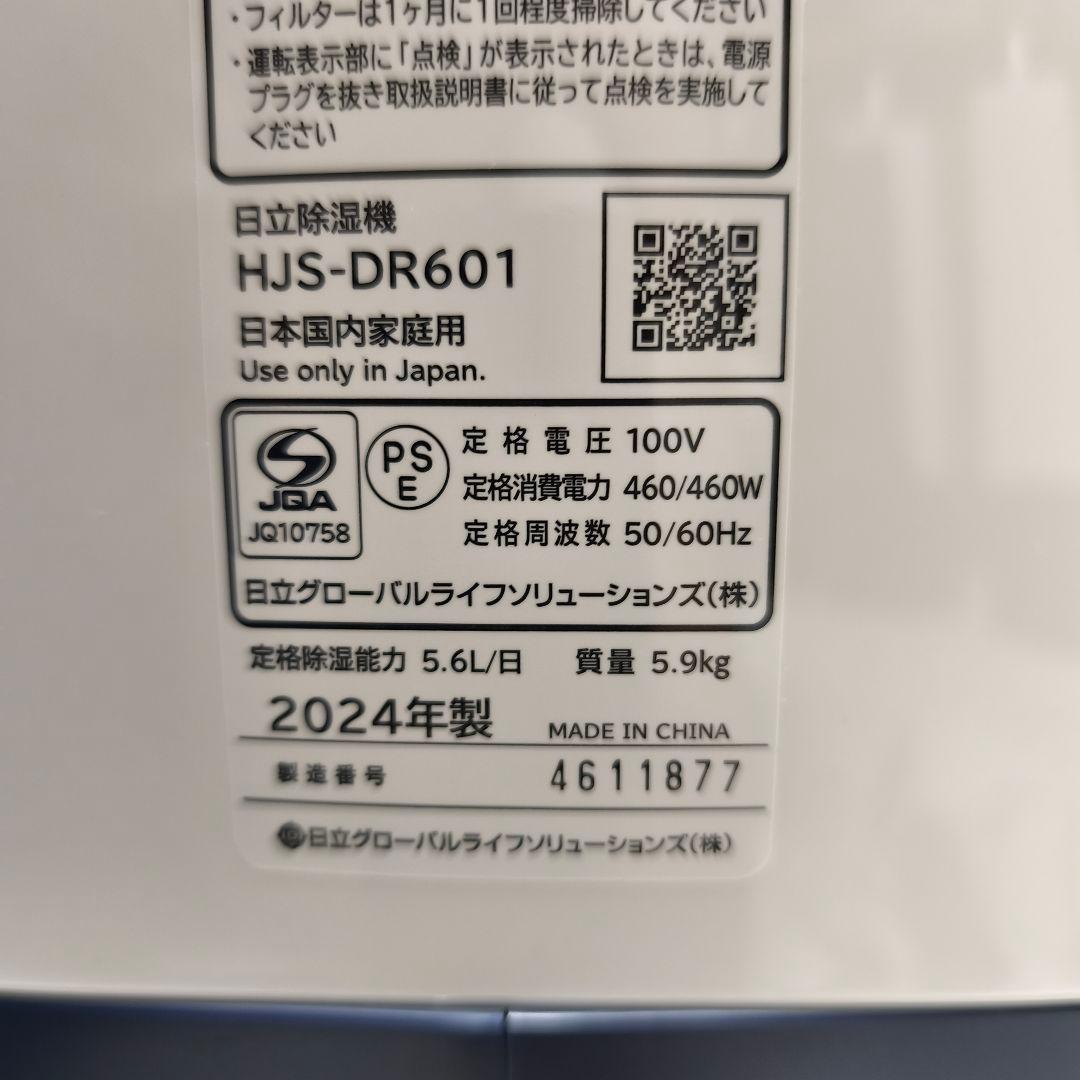 ・フィルターは1ヶ月に1回程度掃除してください
・運転表示部に「点検」が表示されたときは、電源
プラグを抜き取扱説明書に従って点検を実施して
ください
日立除湿機
HJS-DR601
日本国内家庭用
Use only in Japan.
JQA
JQ10758
PS
E
定格電圧 100V
定格消費電力 460/460W
定格周波数 50/60Hz
日立グローバルライフソリューションズ(株)
定格除湿能力 5.6L/日 質量 5.9kg
2024年製 MADE IN CHINA
製造番号 4611877
日立グローバルライフソリューションズ(株)